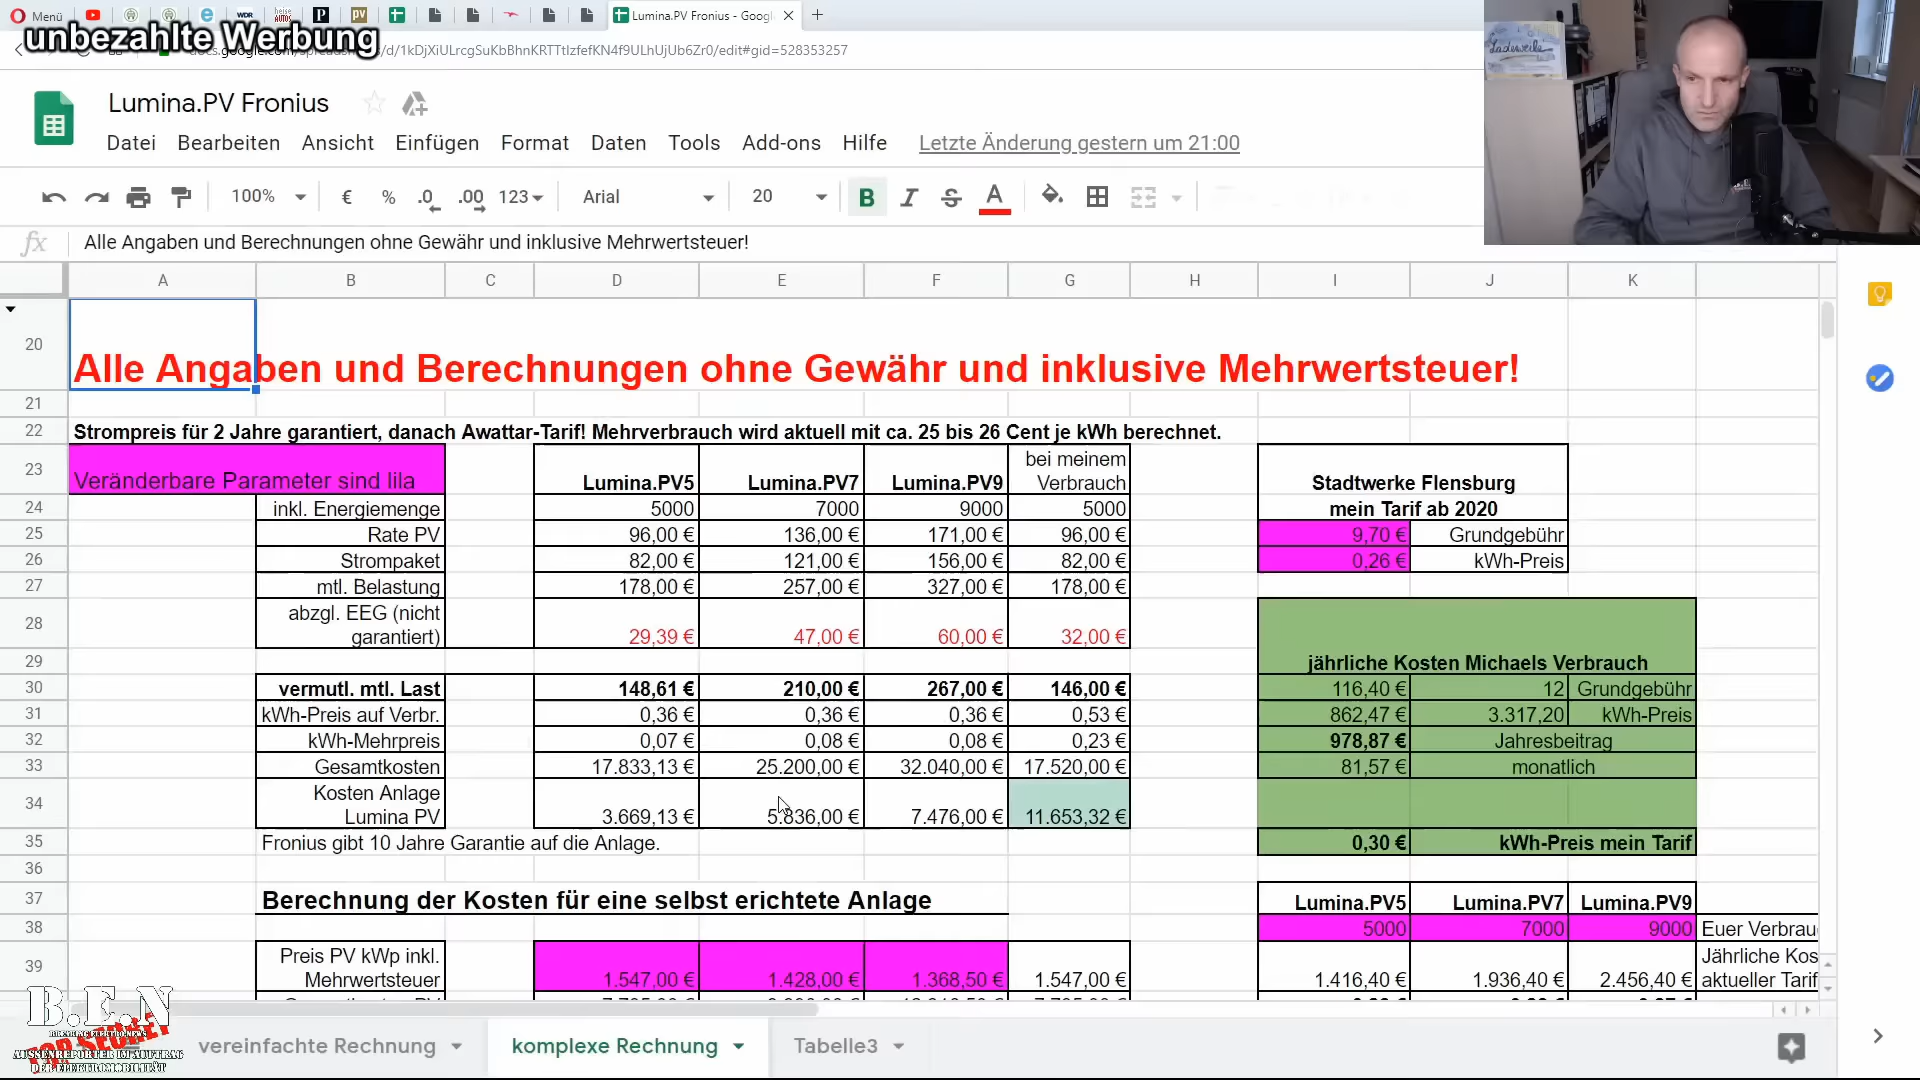 Menü
Lumina.PV Fronius - Googl
unbezahlte Werbung
/d/1kDjXiULrcgSuKbBhnKRTTtIzfefKN4f9ULhUjUb6Zr0/edit#gid=528353257
Ladeweile
Lumina.PV Fronius
Datei Bearbeiten Ansicht Einfügen Format Daten Tools Add-ons Hilfe Letzte Änderung gestern um 21:00
100% € % .0 .00 123 Arial 20 B I S A
fx Alle Angaben und Berechnungen ohne Gewähr und inklusive Mehrwertsteuer!
A B C D E F G H I J K
20 Alle Angaben und Berechnungen ohne Gewähr und inklusive Mehrwertsteuer!
21
22 Strompreis für 2 Jahre garantiert, danach Awattar-Tarif! Mehrverbrauch wird aktuell mit ca. 25 bis 26 Cent je kWh berechnet.
23 Veränderbare Parameter sind lila Lumina.PV5 Lumina.PV7 Lumina.PV9 bei meinem Verbrauch Stadtwerke Flensburg
24 inkl. Energiemenge 5000 7000 9000 5000 mein Tarif ab 2020
25 Rate PV 96,00 € 136,00 € 171,00 € 96,00 € 9,70 € Grundgebühr
26 Strompaket 82,00 € 121,00 € 156,00 € 82,00 € 0,26 € kWh-Preis
27 mtl. Belastung 178,00 € 257,00 € 327,00 € 178,00 €
28 abzgl. EEG (nicht garantiert) 29,39 € 47,00 € 60,00 € 32,00 €
29 jährliche Kosten Michaels Verbrauch
30 vermutl. mtl. Last 148,61 € 210,00 € 267,00 € 146,00 € 116,40 € 12 Grundgebühr
31 kWh-Preis auf Verbr. 0,36 € 0,36 € 0,36 € 0,53 € 862,47 € 3.317,20 kWh-Preis
32 kWh-Mehrpreis 0,07 € 0,08 € 0,08 € 0,23 € 978,87 € Jahresbeitrag
33 Gesamtkosten 17.833,13 € 25.200,00 € 32.040,00 € 17.520,00 € 81,57 € monatlich
34 Kosten Anlage Lumina PV 3.669,13 € 5.836,00 € 7.476,00 € 11.653,32 €
35 Fronius gibt 10 Jahre Garantie auf die Anlage. 0,30 € kWh-Preis mein Tarif
36
37 Berechnung der Kosten für eine selbst errichtete Anlage Lumina.PV5 Lumina.PV7 Lumina.PV9
38 5000 7000 9000 Euer Verbrau
39 Preis PV kWp inkl. Mehrwertsteuer 1.547,00 € 1.428,00 € 1.368,50 € 1.547,00 € 1.416,40 € 1.936,40 € 2.456,40 € Jährliche Kos aktueller Tarif
B.E.N
TOP SECRET
AUSSENREPORTER IM AUFTRAG
DER ELEKTROMOBILITÄT
vereinfachte Rechnung komplexe Rechnung Tabelle3